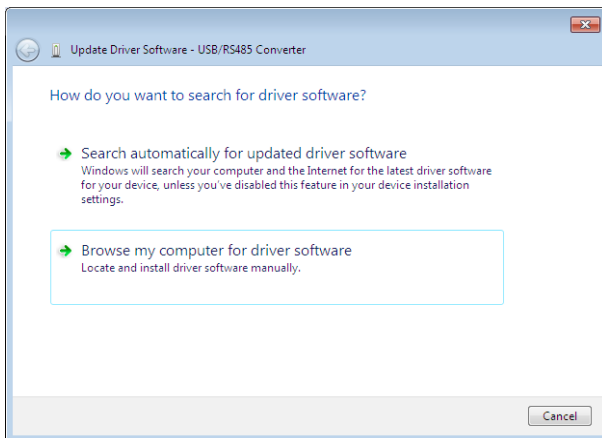 Update Driver Software - USB/RS485 Converter
How do you want to search for driver software?
Search automatically for updated driver software
Windows will search your computer and the Internet for the latest driver software
for your device, unless you've disabled this feature in your device installation
settings.
Browse my computer for driver software
Locate and install driver software manually.
Cancel